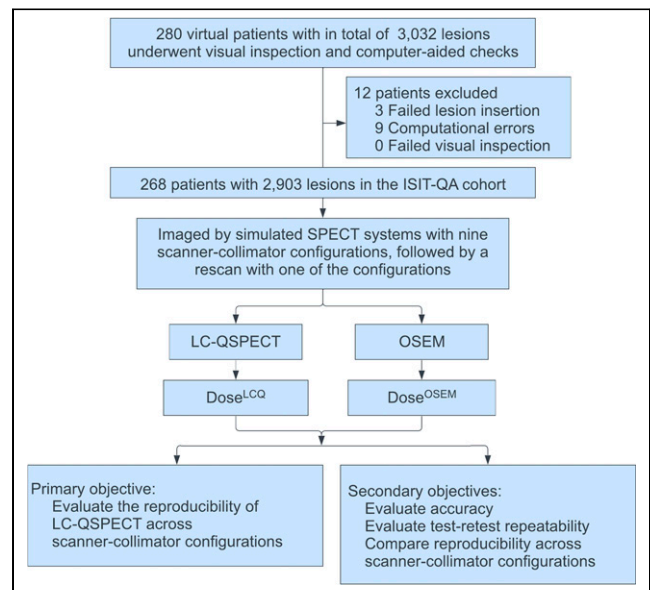 280 virtual patients with in total of 3,032 lesions
underwent visual inspection and computer-aided checks
12 patients excluded
3 Failed lesion insertion
9 Computational errors
0 Failed visual inspection
268 patients with 2,903 lesions in the ISIT-QA cohort
Imaged by simulated SPECT systems with nine
scanner-collimator configurations, followed by a
rescan with one of the configurations
LC-QSPECT
OSEM
Dose^LCQ
Dose^OSEM
Primary objective:
Evaluate the reproducibility of
LC-QSPECT across
scanner-collimator configurations
Secondary objectives:
Evaluate accuracy
Evaluate test-retest repeatability
Compare reproducibility across
scanner-collimator configurations